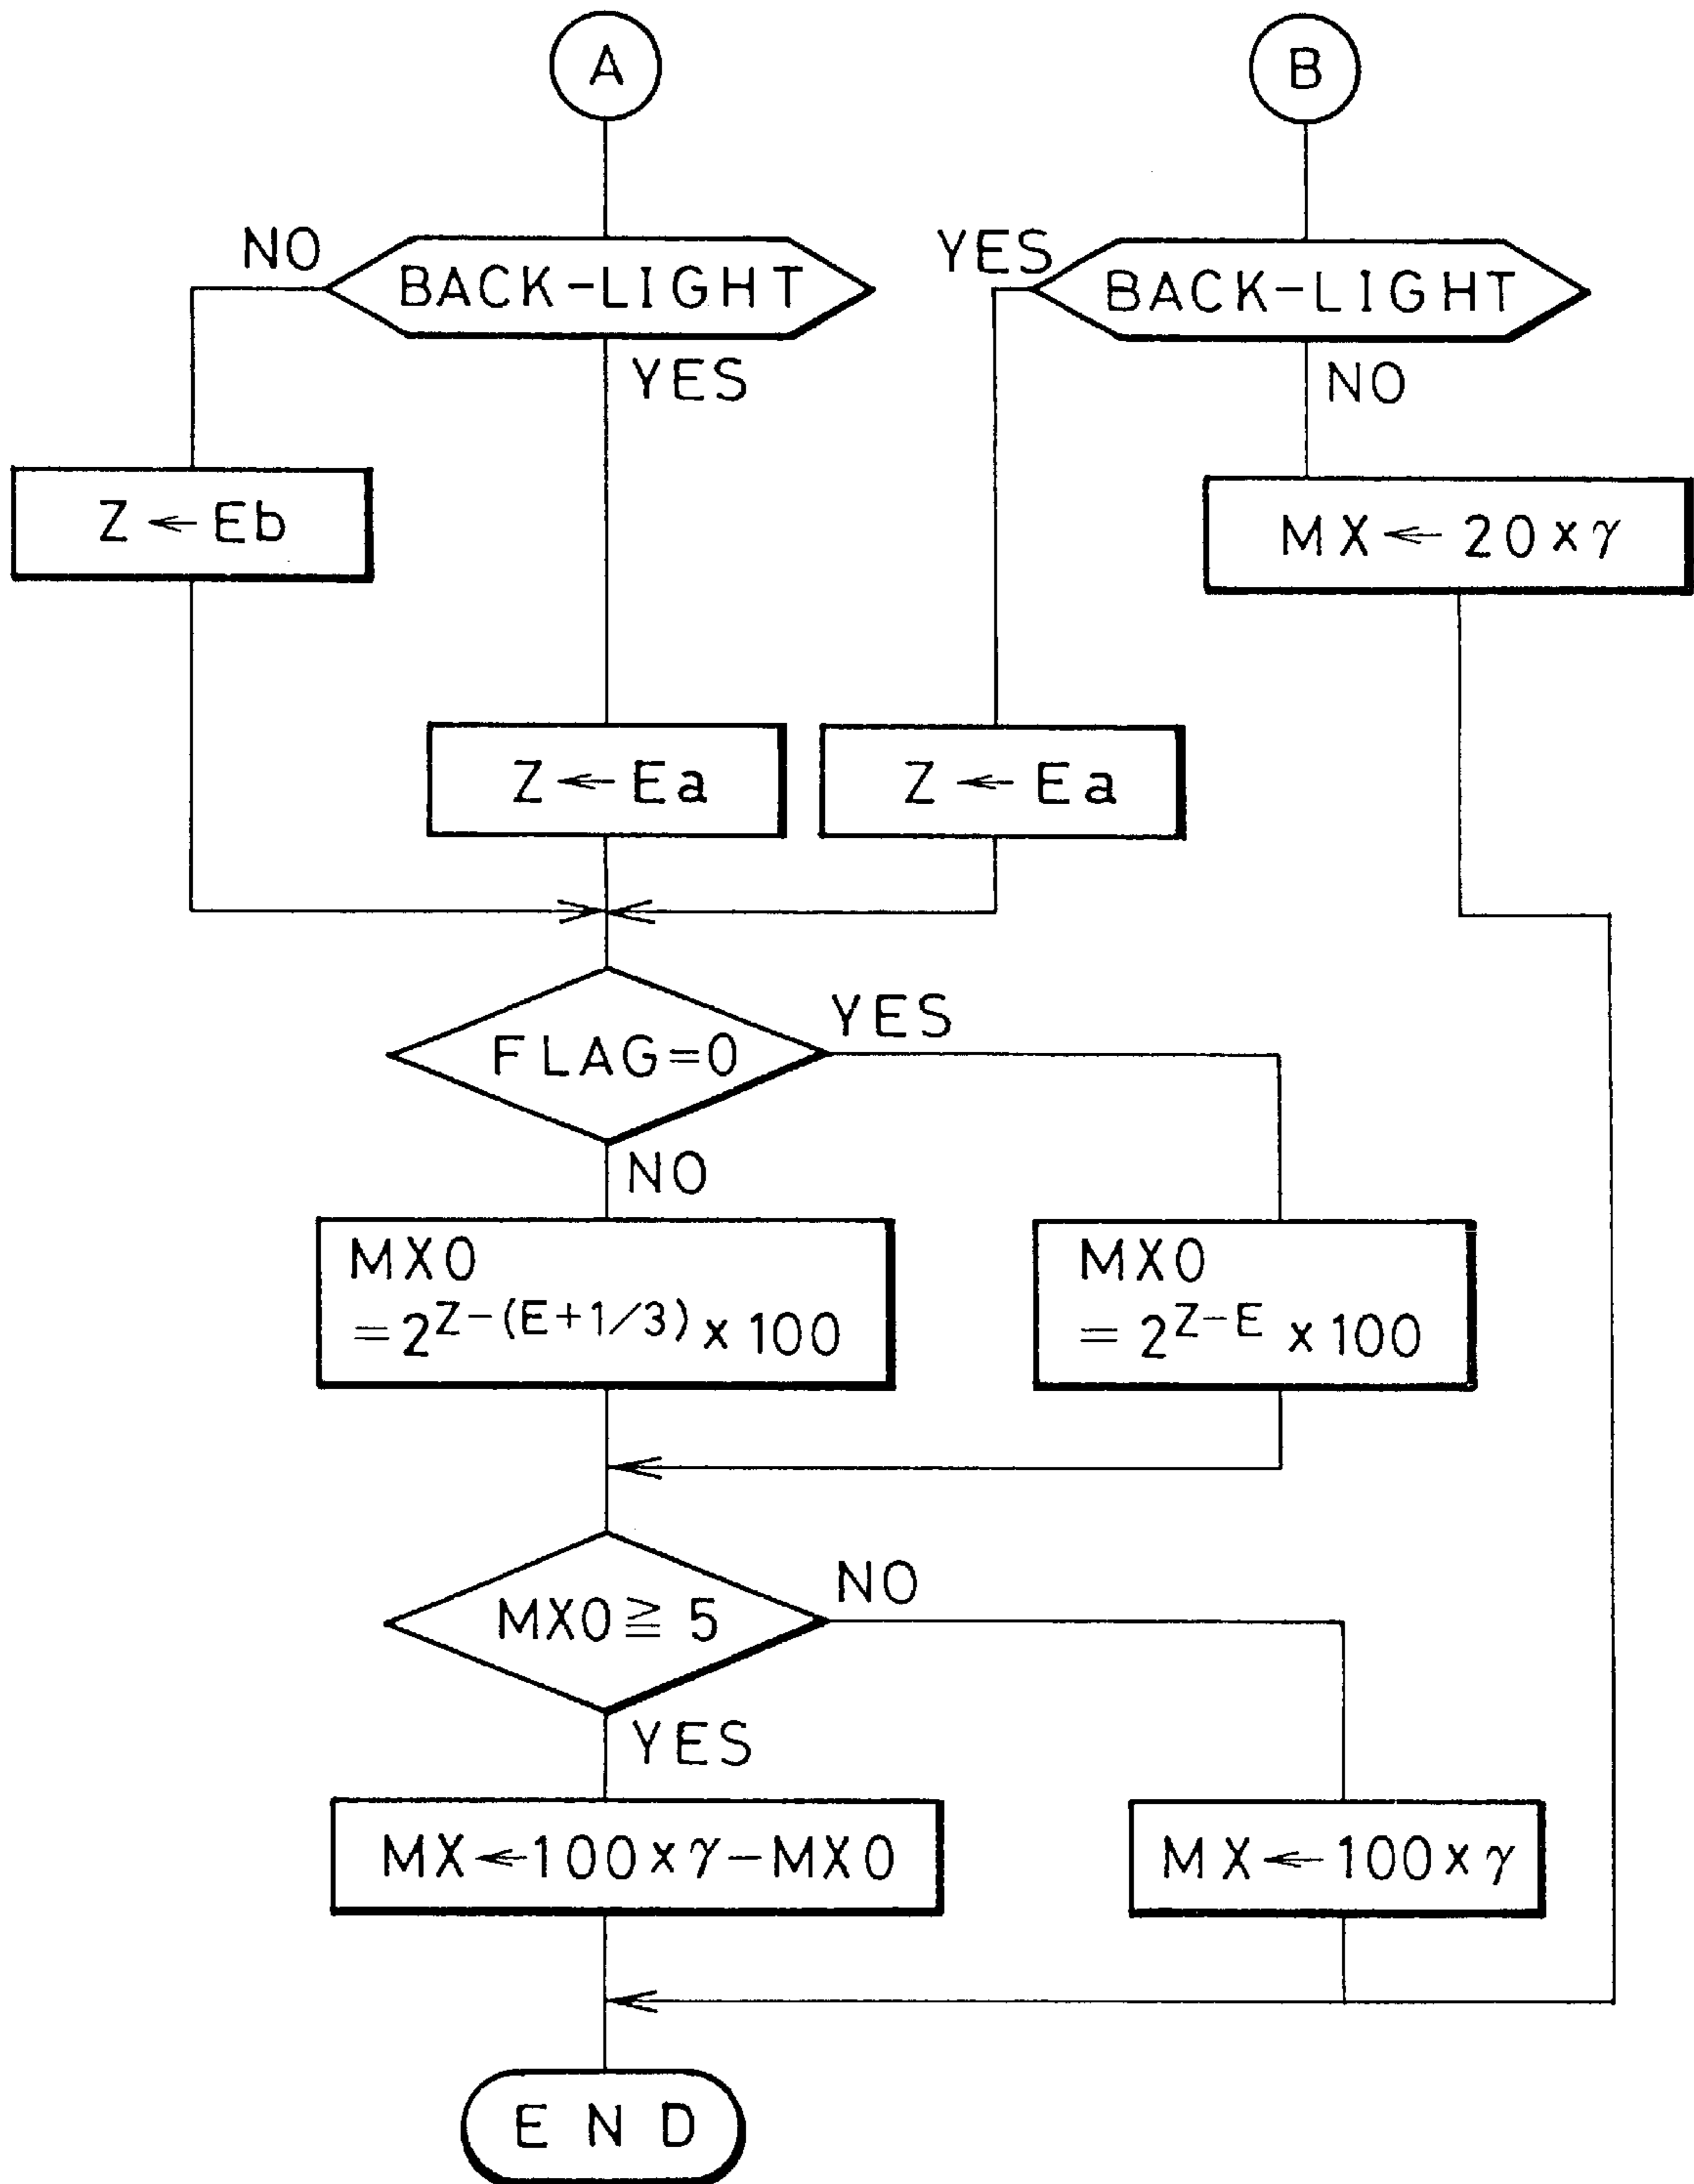 A
B
NO
BACK-LIGHT
YES
YES
BACK-LIGHT
NO
Z ← Eb
MX ← 20×γ
Z ← Ea
Z ← Ea
FLAG=0
YES
NO
MX0
=2^{Z-(E+1/3)}×100
MX0
=2^{Z-E}×100
MX0≧5
NO
YES
MX←100×γ-MX0
MX←100×γ
END